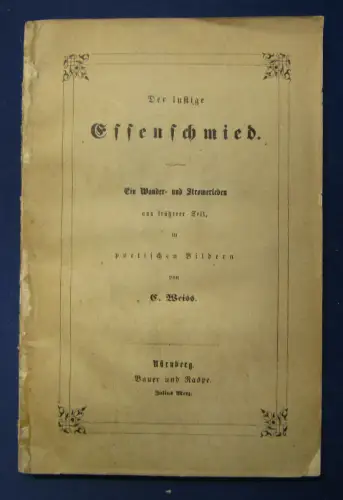 Der lustige
Essenschmied.
Ein Wander- und Stromerleben
aus früherer Zeit,
in
poetischen Bildern
von
C. Weiss.
Nürnberg.
Bauer und Raspe.
Julius Merz.